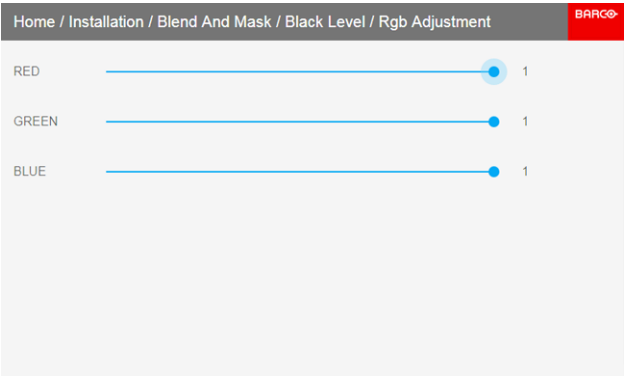 Home / Installation / Blend And Mask / Black Level / Rgb Adjustment
BARCO
RED 1
GREEN 1
BLUE 1